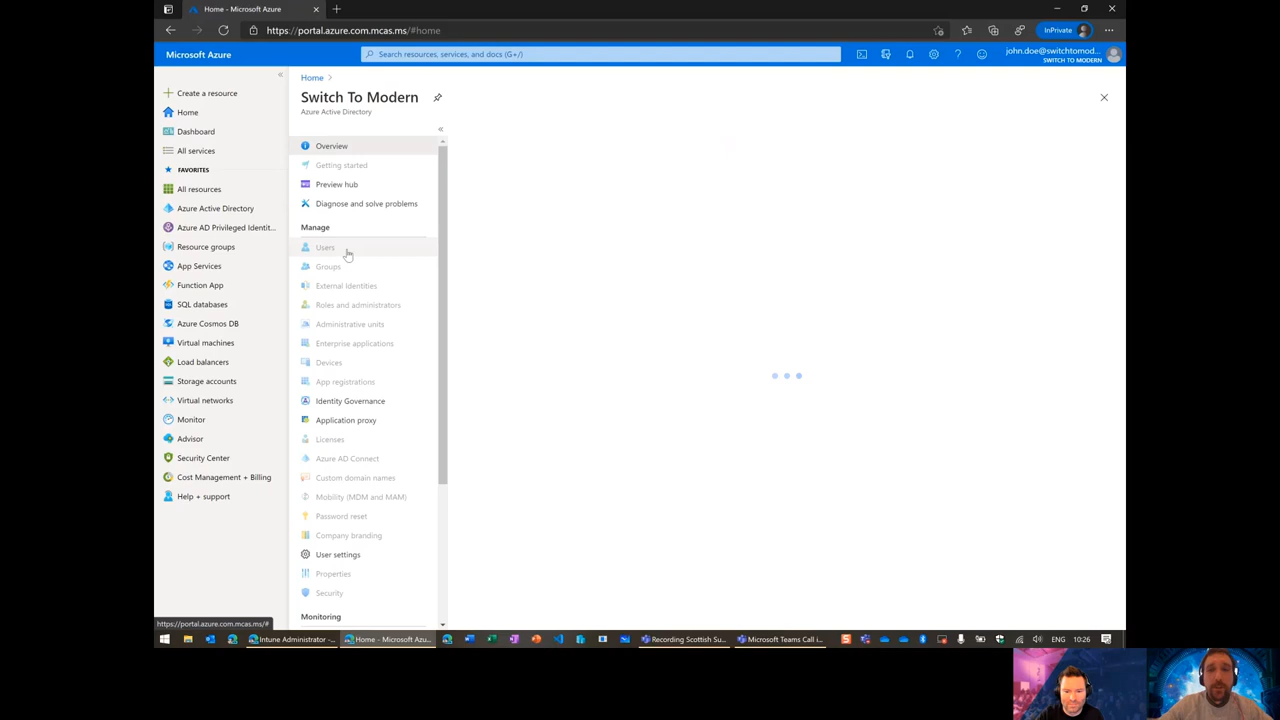 Home - Microsoft Azure
https://portal.azure.com.mcas.ms/#home
InPrivate
Microsoft Azure
Search resources, services, and docs (G+/)
john.doe@switchtomod...
SWITCH TO MODERN
Create a resource
Home
Dashboard
All services
FAVORITES
All resources
Azure Active Directory
Azure AD Privileged Identit...
Resource groups
App Services
Function App
SQL databases
Azure Cosmos DB
Virtual machines
Load balancers
Storage accounts
Virtual networks
Monitor
Advisor
Security Center
Cost Management + Billing
Help + support
Home
Switch To Modern
Azure Active Directory
Overview
Getting started
Preview hub
Diagnose and solve problems
Manage
Users
Groups
External Identities
Roles and administrators
Administrative units
Enterprise applications
Devices
App registrations
Identity Governance
Application proxy
Licenses
Azure AD Connect
Custom domain names
Mobility (MDM and MAM)
Password reset
Company branding
User settings
Properties
Security
Monitoring
https://portal.azure.com.mcas.ms/#
Intune Administrator -...
Home - Microsoft Azu...
Recording Scottish Su...
Microsoft Teams Call i...
ENG
10:26